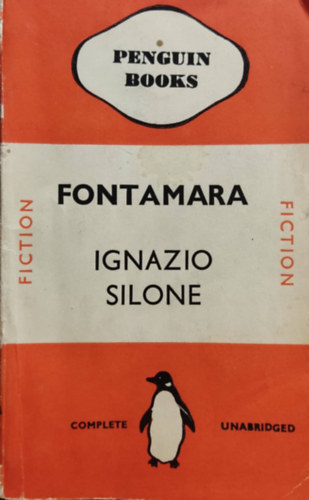 PENGUIN
BOOKS
FONTAMARA
IGNAZIO
SILONE
FICTION
FICTION
COMPLETE UNABRIDGED